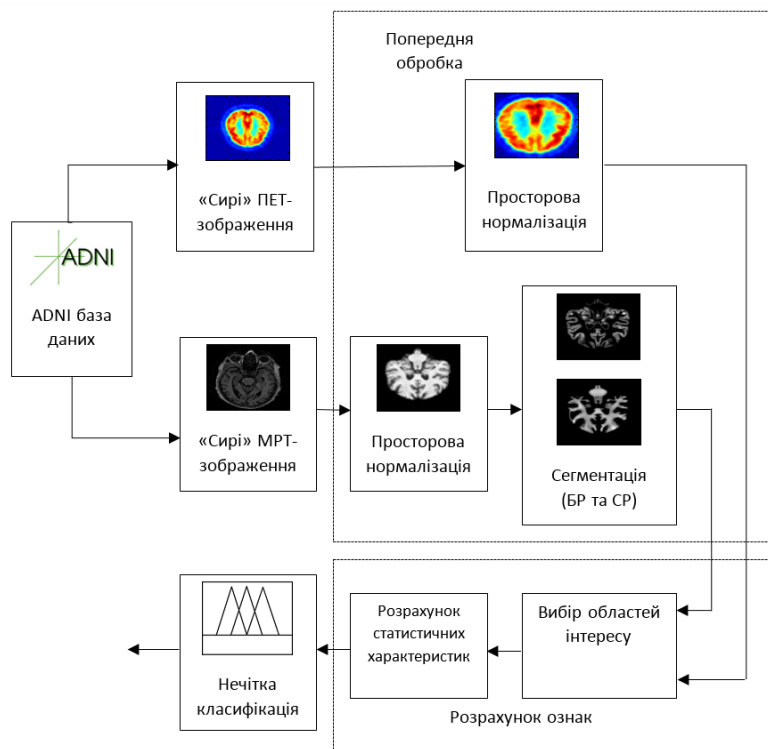 Попередня
обробка
«Сирі» ПЕТ-
зображення
Просторова
нормалізація
ADNI
ADNI база
даних
«Сирі» МРТ-
зображення
Просторова
нормалізація
Сегментація
(БР та СР)
Нечітка
класифікація
Розрахунок
статистичних
характеристик
Вибір областей
інтересу
Розрахунок ознак